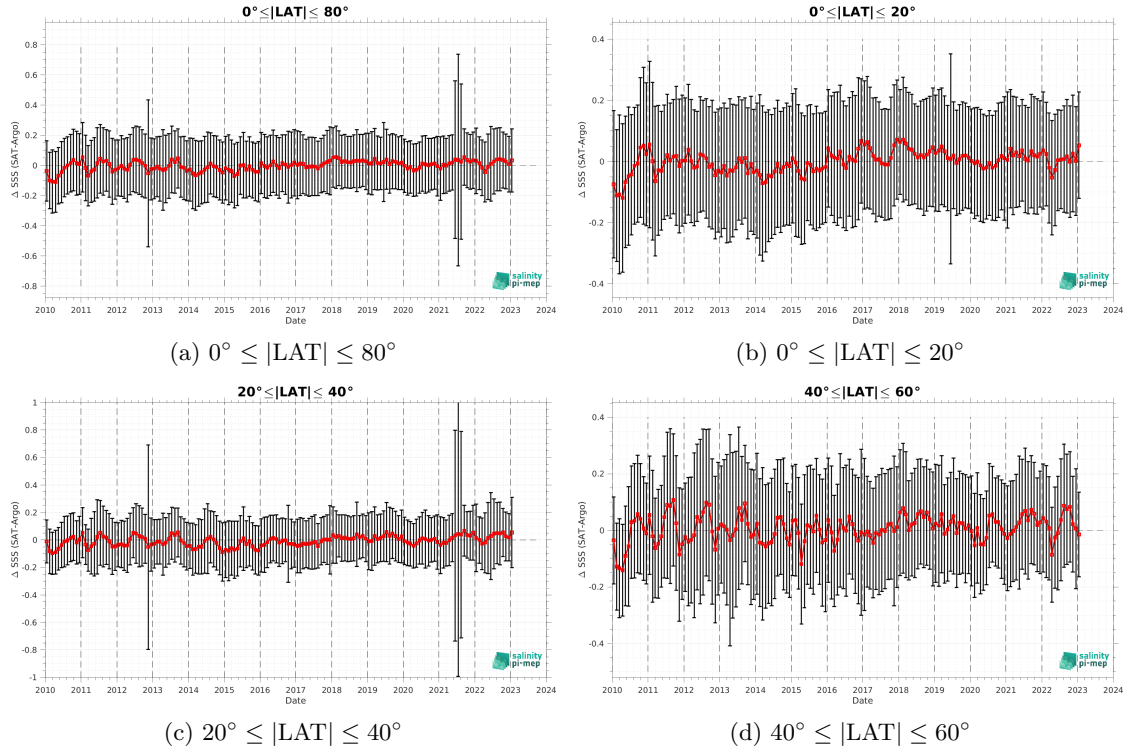 0°≤|LAT|≤ 80°
0.8
0.6
0.4
0.2
0
-0.2
-0.4
-0.6
-0.8
Δ SSS (SAT-Argo)
2010 2011 2012 2013 2014 2015 2016 2017 2018 2019 2020 2021 2022 2023 2024
Date
salinity
pi-mep
(a) 0° ≤ |LAT| ≤ 80°
0°≤|LAT|≤ 20°
0.4
0.2
0
-0.2
-0.4
Δ SSS (SAT-Argo)
2010 2011 2012 2013 2014 2015 2016 2017 2018 2019 2020 2021 2022 2023 2024
Date
salinity
pi-mep
(b) 0° ≤ |LAT| ≤ 20°
20°≤|LAT|≤ 40°
1
0.8
0.6
0.4
0.2
0
-0.2
-0.4
-0.6
-0.8
-1
Δ SSS (SAT-Argo)
2010 2011 2012 2013 2014 2015 2016 2017 2018 2019 2020 2021 2022 2023 2024
Date
salinity
pi-mep
(c) 20° ≤ |LAT| ≤ 40°
40°≤|LAT|≤ 60°
0.4
0.2
0
-0.2
-0.4
Δ SSS (SAT-Argo)
2010 2011 2012 2013 2014 2015 2016 2017 2018 2019 2020 2021 2022 2023 2024
Date
salinity
pi-mep
(d) 40° ≤ |LAT| ≤ 60°